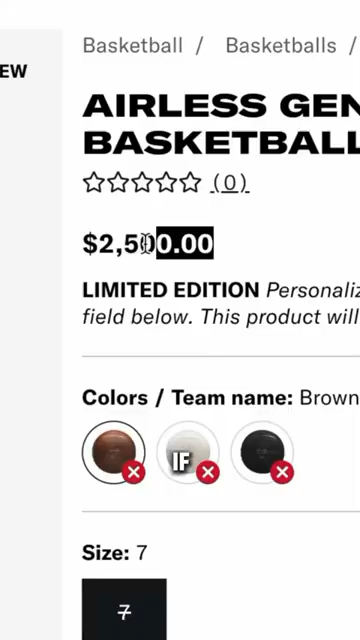 Basketball / Basketballs /
EW
AIRLESS GEN
BASKETBALL
(0)
$2,500.00
LIMITED EDITION Personaliz
field below. This product will
Colors / Team name: Brown
IF
Size: 7
7